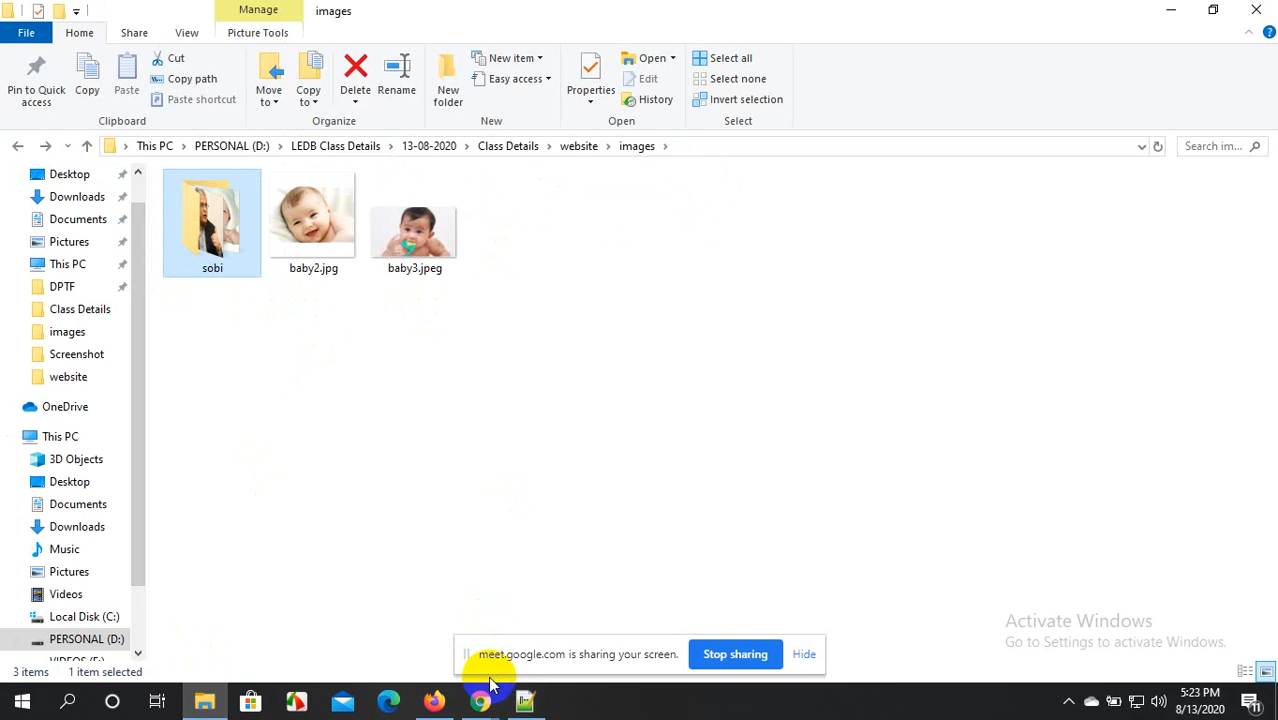 Manage
images
File
Home
Share
View
Picture Tools
Pin to Quick access
Copy
Paste
Cut
Copy path
Paste shortcut
Clipboard
Move to
Copy to
Delete
Rename
Organize
New folder
New item
Easy access
New
Properties
Open
Edit
History
Open
Select all
Select none
Invert selection
Select
This PC
PERSONAL (D:)
LEDB Class Details
13-08-2020
Class Details
website
images
Search im...
Desktop
Downloads
Documents
Pictures
This PC
DPTF
Class Details
images
Screenshot
website
OneDrive
This PC
3D Objects
Desktop
Documents
Downloads
Music
Pictures
Videos
Local Disk (C:)
PERSONAL (D:)
sobi
baby2.jpg
baby3.jpeg
Activate Windows
Go to Settings to activate Windows.
meet.google.com is sharing your screen.
Stop sharing
Hide
3 items
1 item selected
5:23 PM
8/13/2020
11